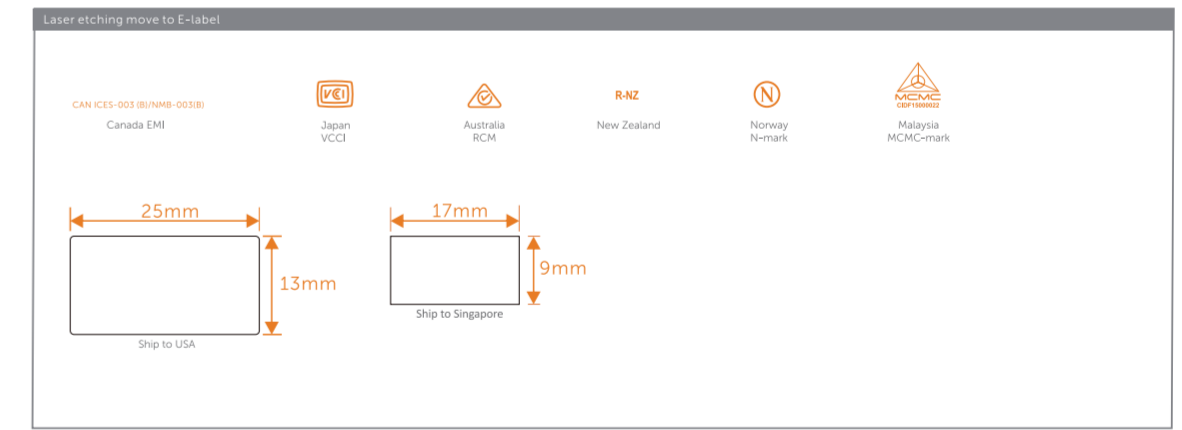 Laser etching move to E-label
CAN ICES-003 (B)/NMB-003(B)
Canada EMI
VCCI
Japan
VCCI
Australia
RCM
R-NZ
New Zealand
N
Norway
N-mark
MCMC
CIDF15000022
Malaysia
MCMC-mark
25mm
13mm
Ship to USA
17mm
9mm
Ship to Singapore